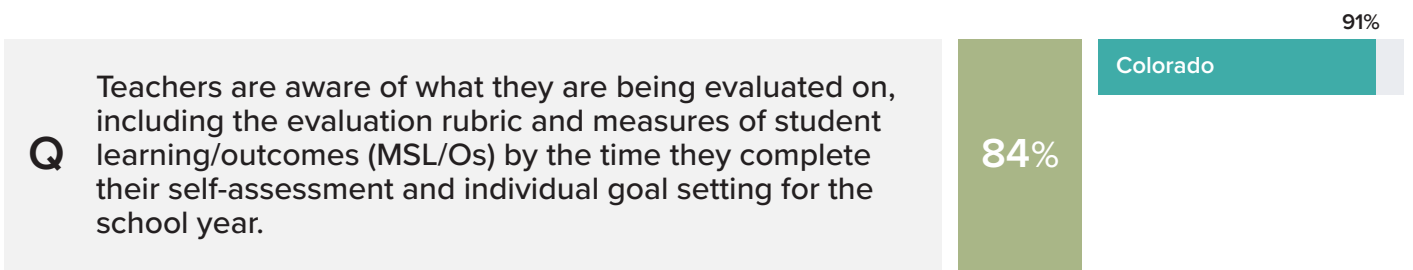 91%
Colorado
Teachers are aware of what they are being evaluated on,
including the evaluation rubric and measures of student
Q learning/outcomes (MSL/Os) by the time they complete
their self-assessment and individual goal setting for the
school year.
84%